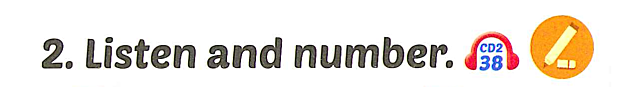 2. Listen and number. CD2 38